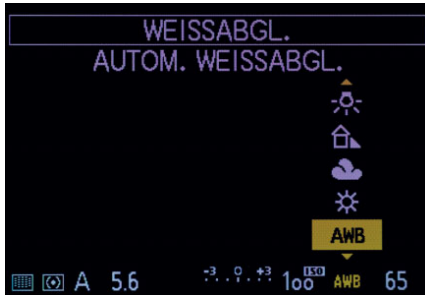 WEISSABGL.
AUTOM. WEISSABGL.
AWB
A 5.6 -3..0..+3 100 ISO AWB 65